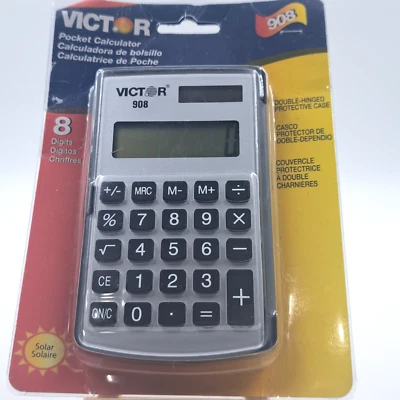 VICTOR
Pocket Calculator
Calculadora de bolsillo
Calculatrice de Poche
908
8
Digits
Digitos
Chriffres
DOUBLE-HINGED
PROTECTIVE CASE
CASCO
PROTECTOR DE
DOBLE-DEPENDIO
COUVERCLE
PROTECTRICE
A DOUBLE
CHARNIERES
VICTOR
908
0
+/- MRC M- M+ ÷
% 7 8 9 ×
√ 4 5 6 −
CE 1 2 3 +
ON/C 0 . =
Solar
Solaire